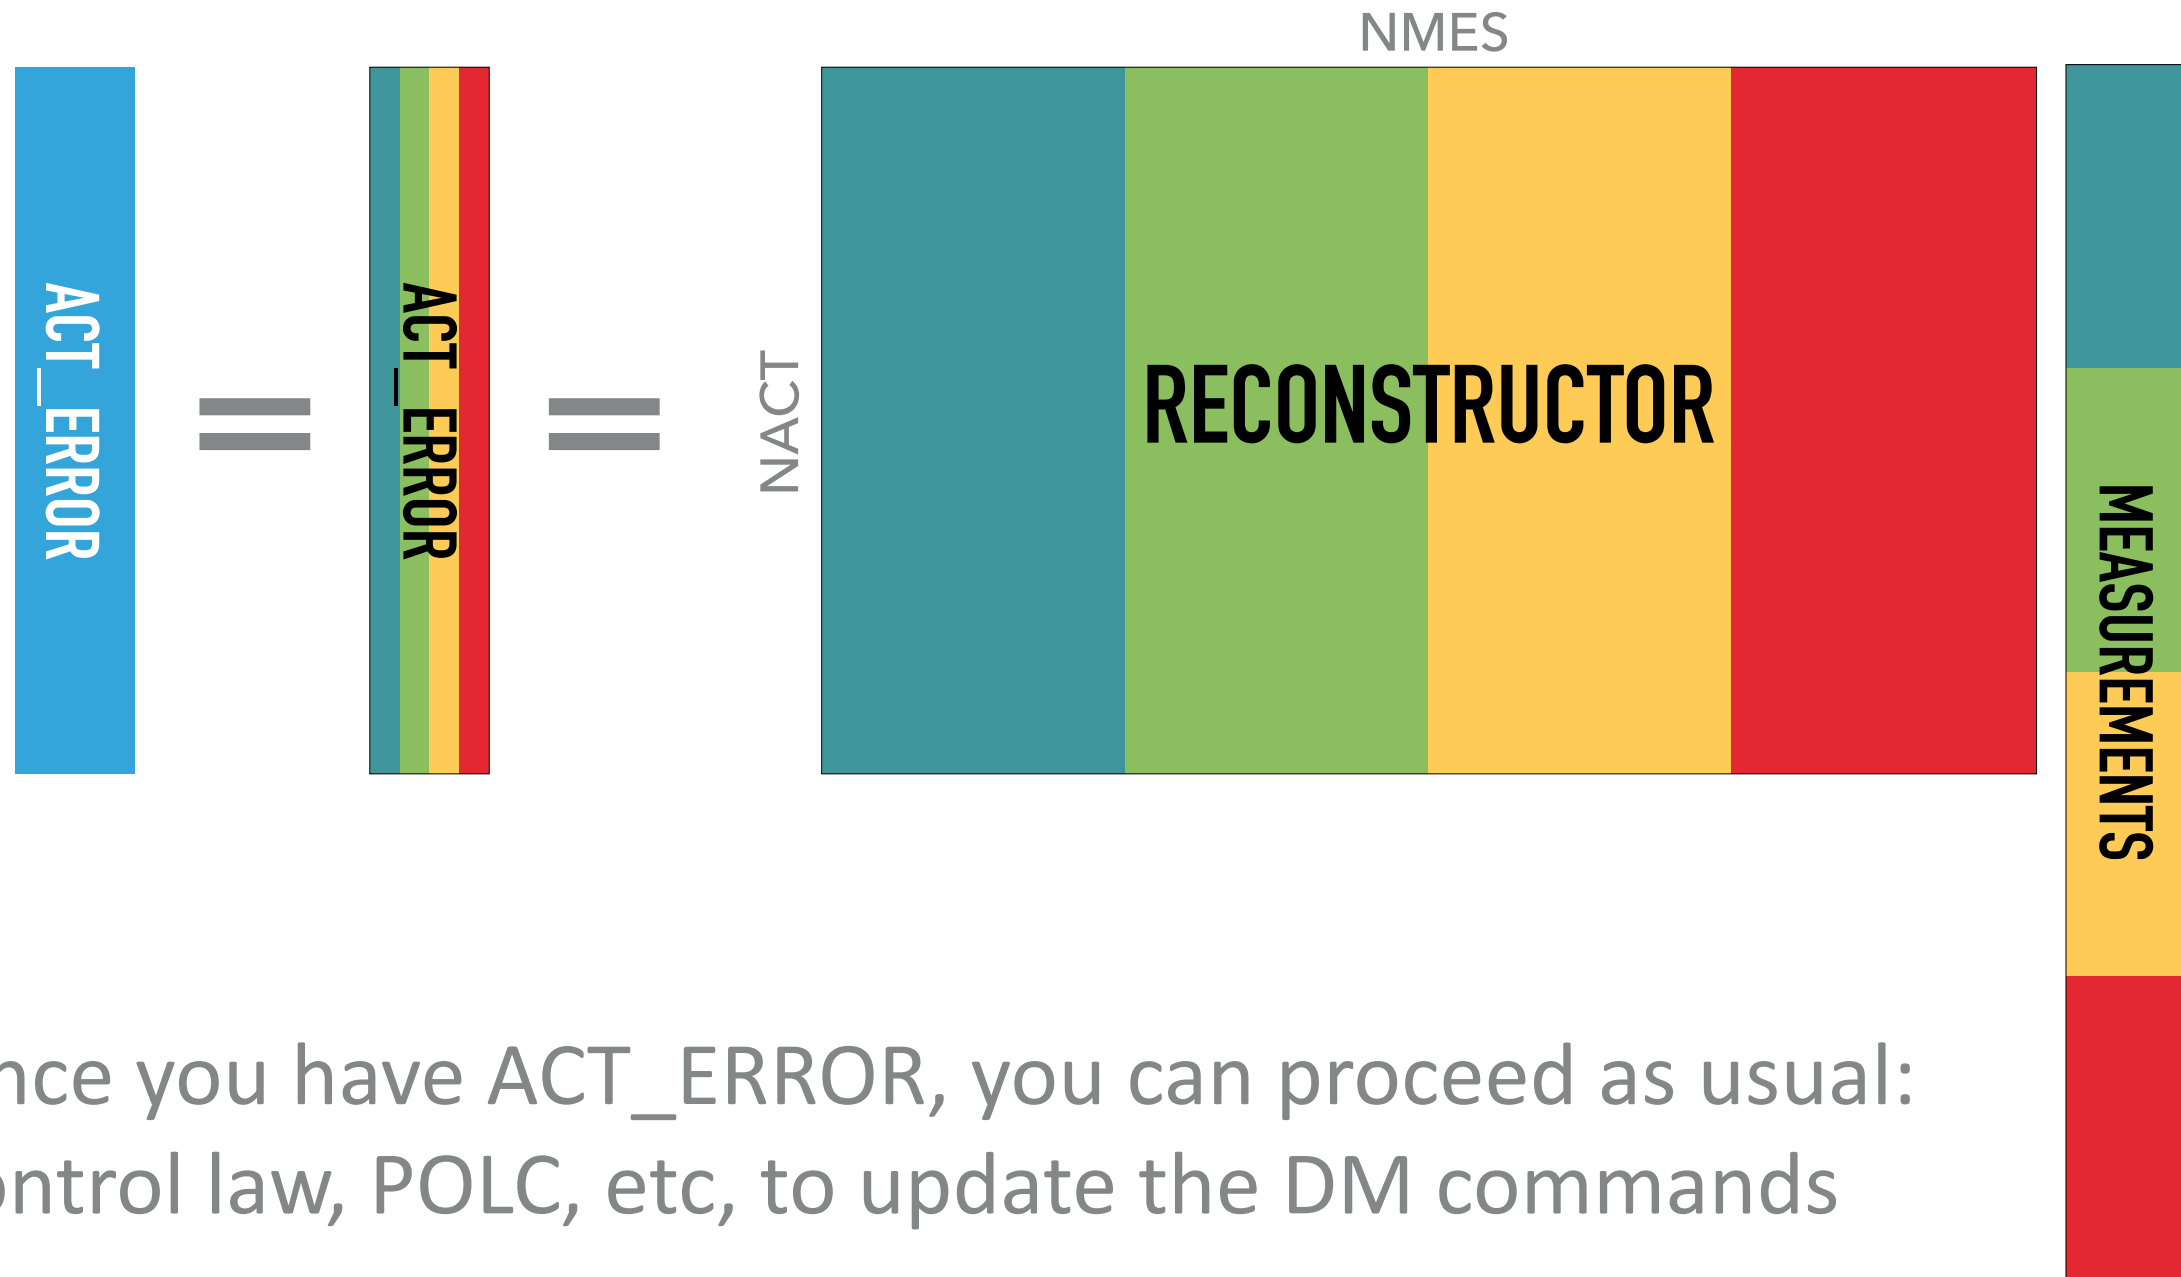 NMES
ACT_ERROR
=
ACT_ERROR
=
NACT
RECONSTRUCTOR
MEASUREMENTS
nce you have ACT_ERROR, you can proceed as usual:
ontrol law, POLC, etc, to update the DM commands